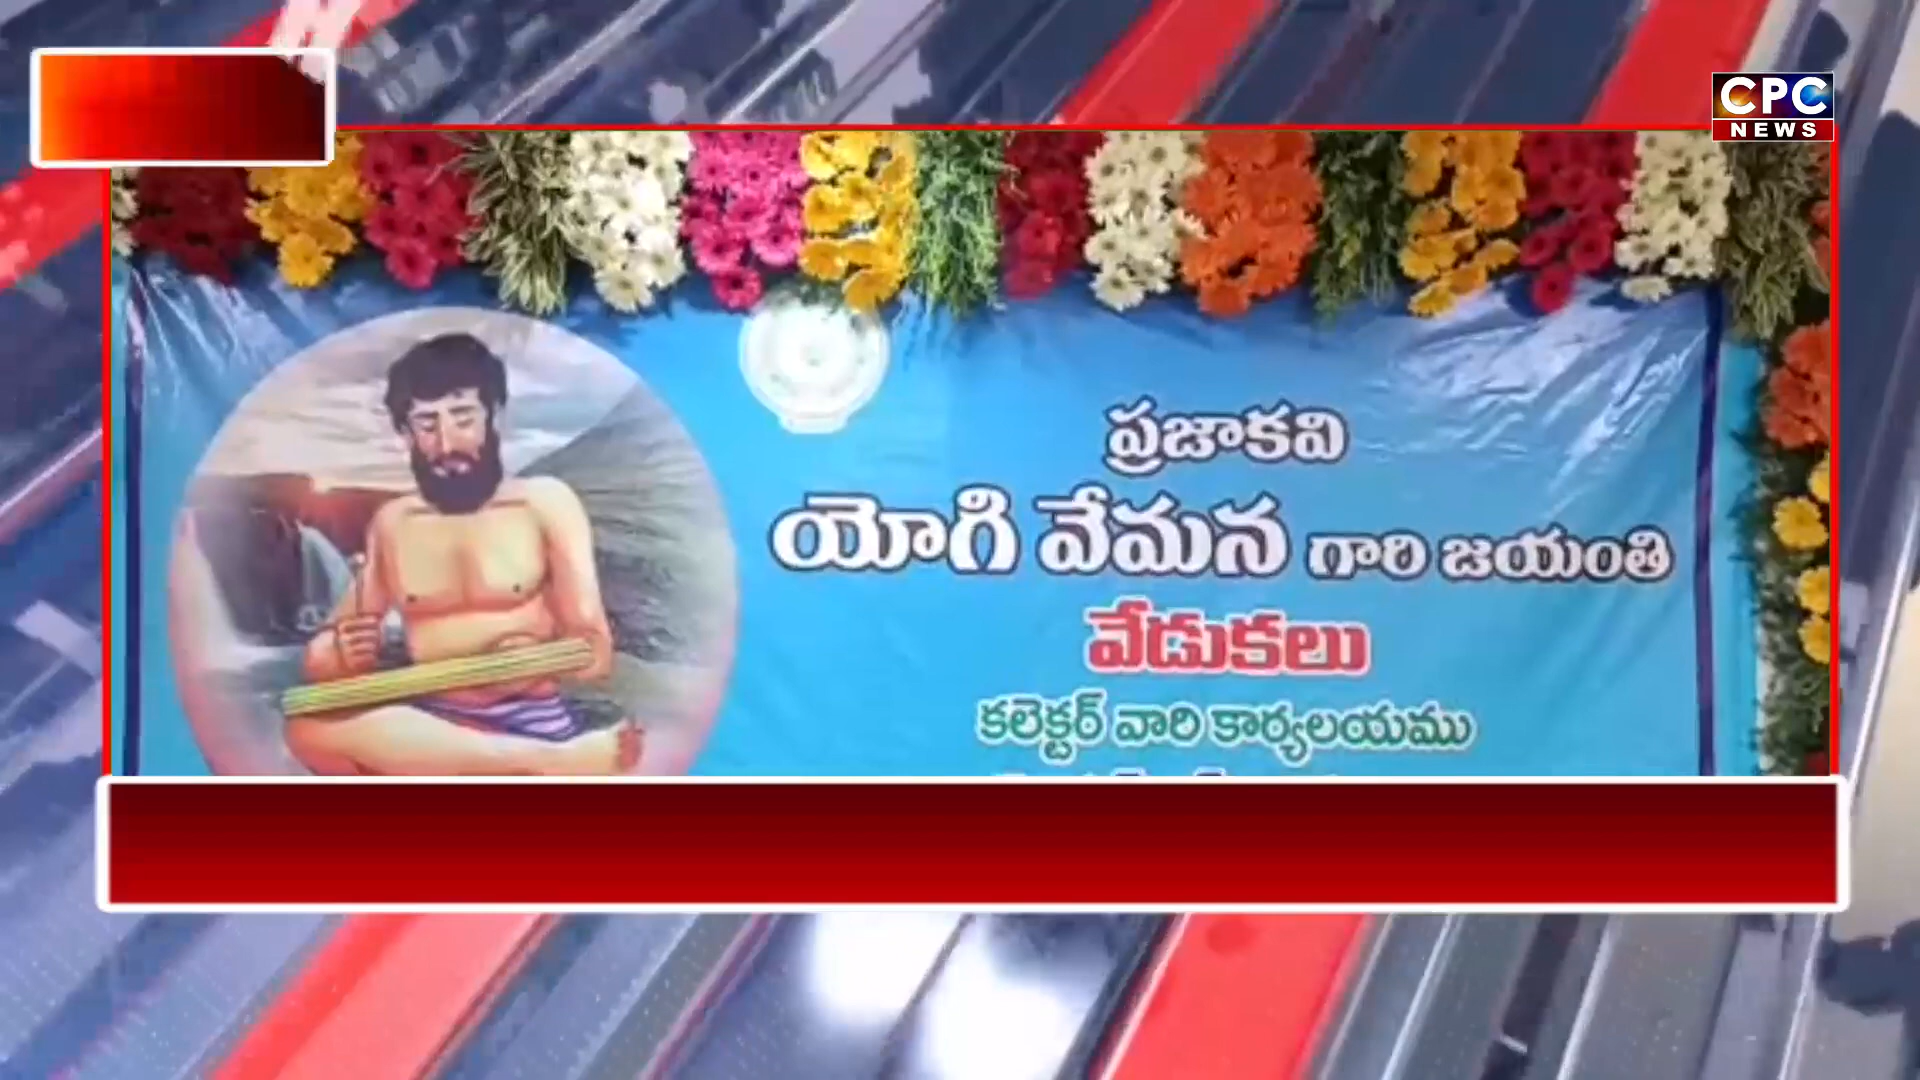 CPC
NEWS
ప్రజాకవి
యోగి వేమన గారి జయంతి
వేడుకలు
కలెక్టర్ వారి కార్యలయము